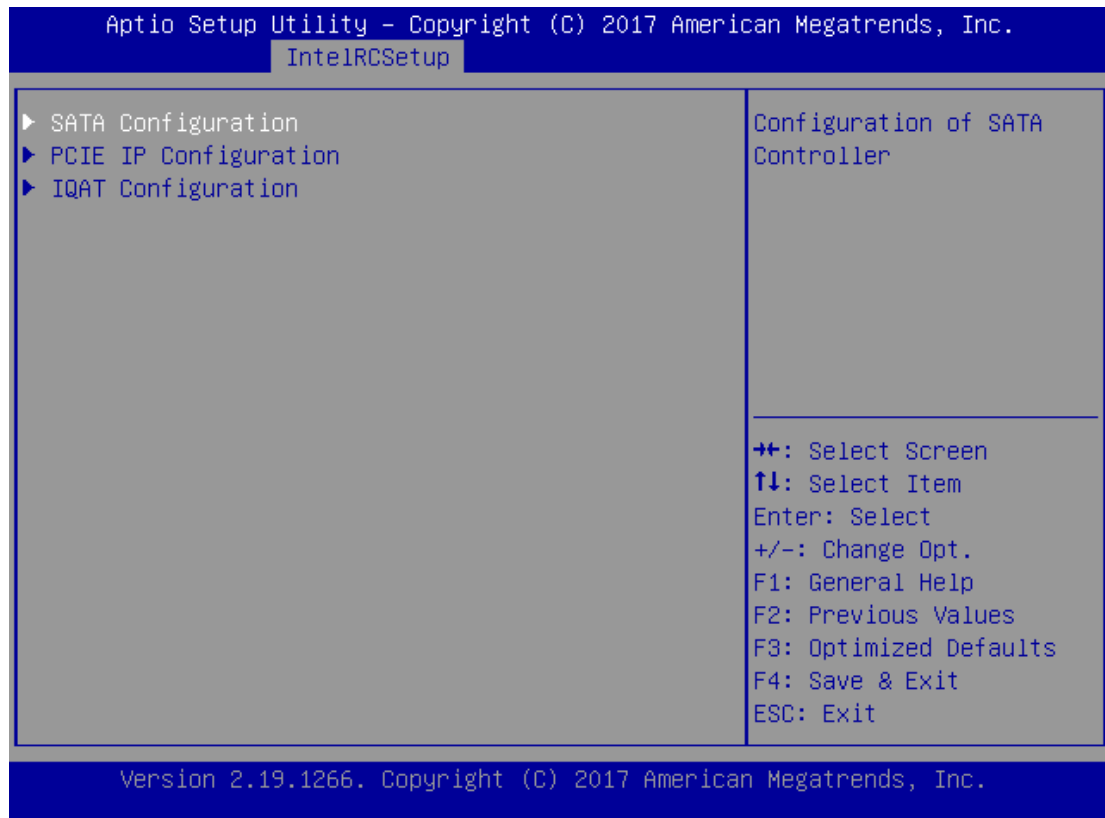 Aptio Setup Utility – Copyright (C) 2017 American Megatrends, Inc.
IntelRCSetup
▶ SATA Configuration
▶ PCIE IP Configuration
▶ IQAT Configuration
Configuration of SATA
Controller
→←: Select Screen
↑↓: Select Item
Enter: Select
+/-: Change Opt.
F1: General Help
F2: Previous Values
F3: Optimized Defaults
F4: Save & Exit
ESC: Exit
Version 2.19.1266. Copyright (C) 2017 American Megatrends, Inc.